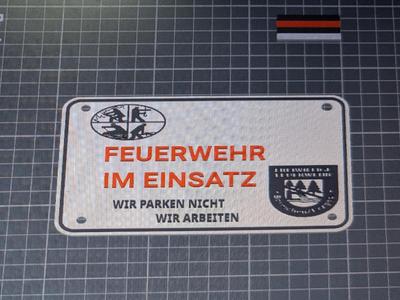 FEUERWEHR
IM EINSATZ
WIR PARKEN NICHT
WIR ARBEITEN